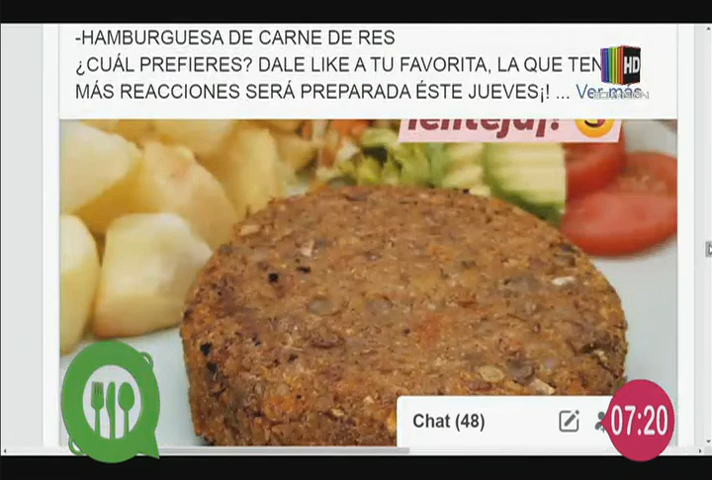 -HAMBURGUESA DE CARNE DE RES
¿CUÁL PREFIERES? DALE LIKE A TU FAVORITA, LA QUE TEN
MÁS REACCIONES SERÁ PREPARADA ÉSTE JUEVES¡! ... Ver más
HD
lenteja¡!
Chat (48)
07:20